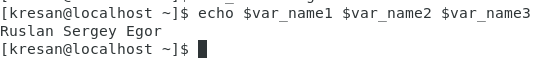 [kresan@localhost ~]$ echo $var_name1 $var_name2 $var_name3
Ruslan Sergey Egor
[kresan@localhost ~]$